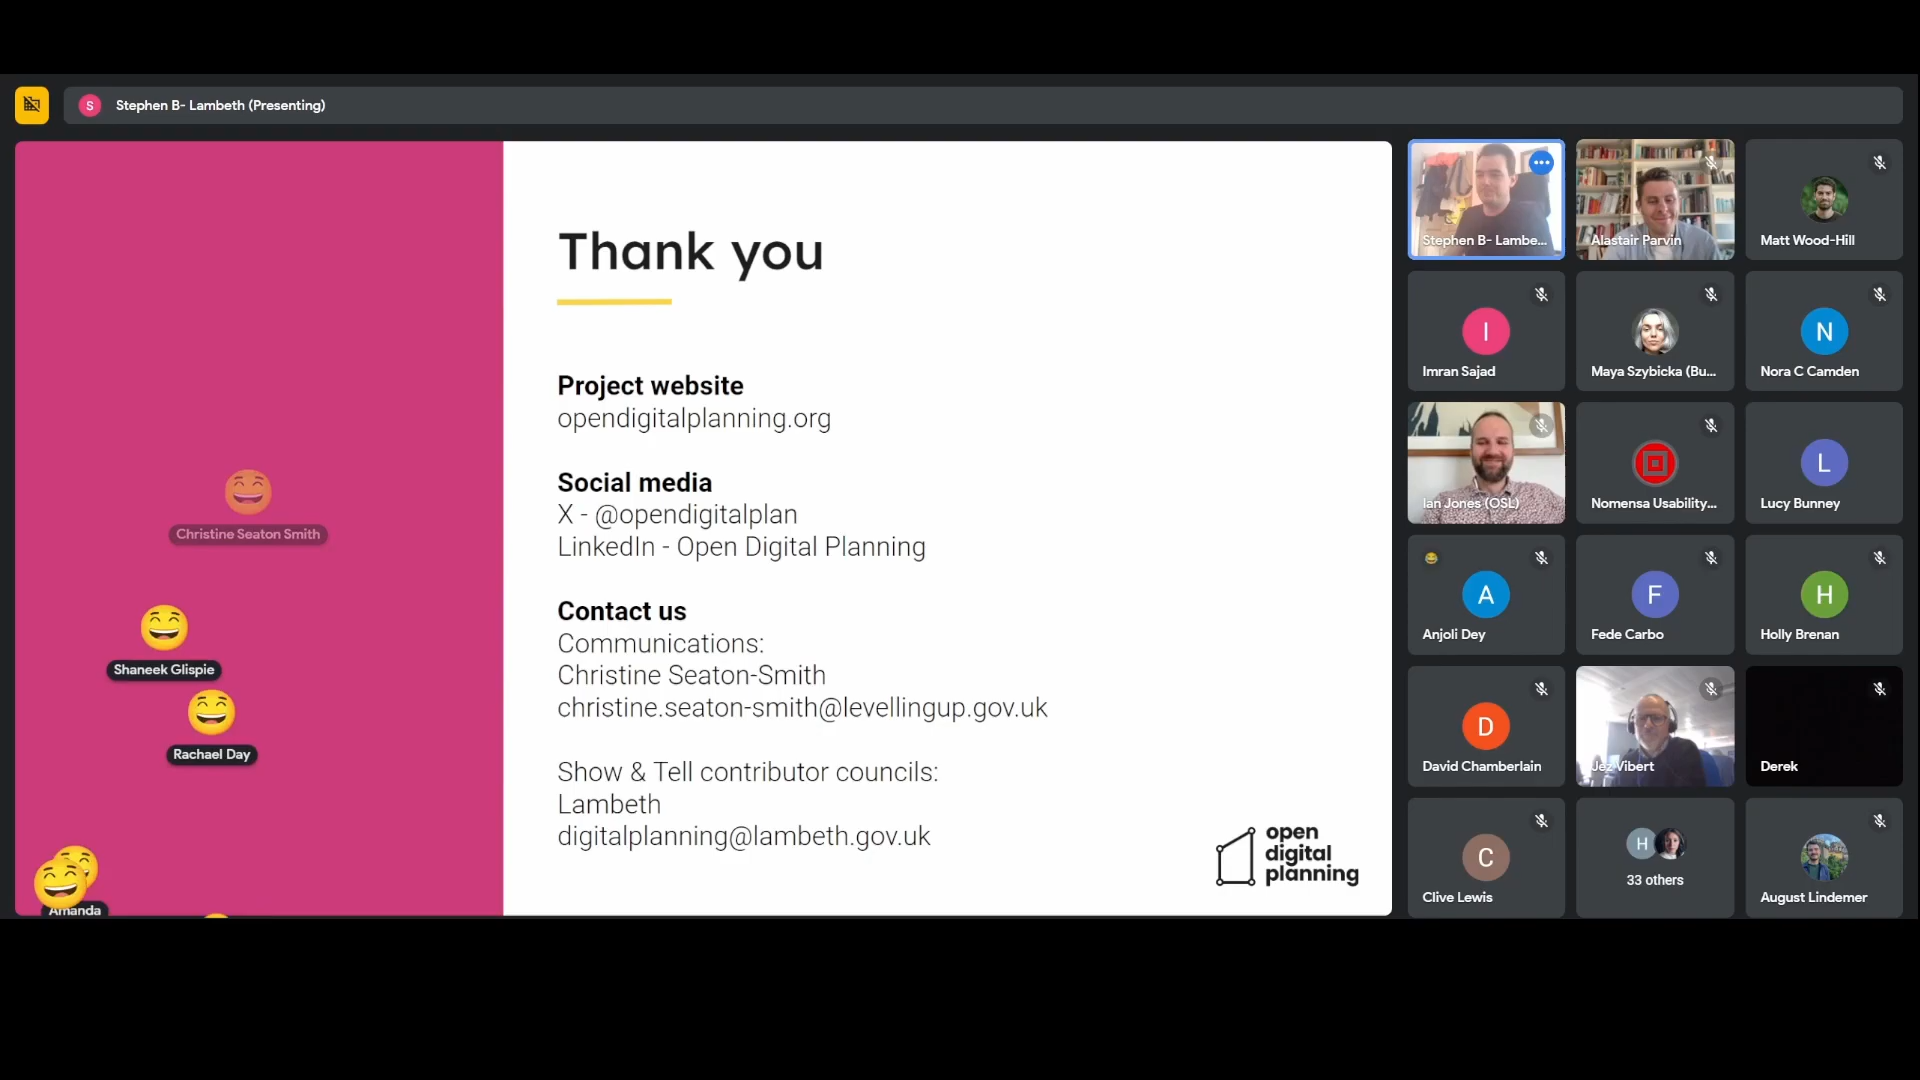 S Stephen B- Lambeth (Presenting)
Thank you
Project website
opendigitalplanning.org
Social media
X - @opendigitalplan
LinkedIn - Open Digital Planning
Contact us
Communications:
Christine Seaton-Smith
christine.seaton-smith@levellingup.gov.uk
Show & Tell contributor councils:
Lambeth
digitalplanning@lambeth.gov.uk
open
digital
planning
Christine Seaton Smith
Shaneek Glispie
Rachael Day
Amanda
Stephen B- Lambe...
Alastair Parvin
Matt Wood-Hill
I
Imran Sajad
Maya Szybicka (Bu...
N
Nora C Camden
Ian Jones (OSL)
Nomensa Usability...
L
Lucy Bunney
A
Anjoli Dey
F
Fede Carbo
H
Holly Brenan
D
David Chamberlain
Jez Vibert
Derek
C
Clive Lewis
H
33 others
August Lindemer